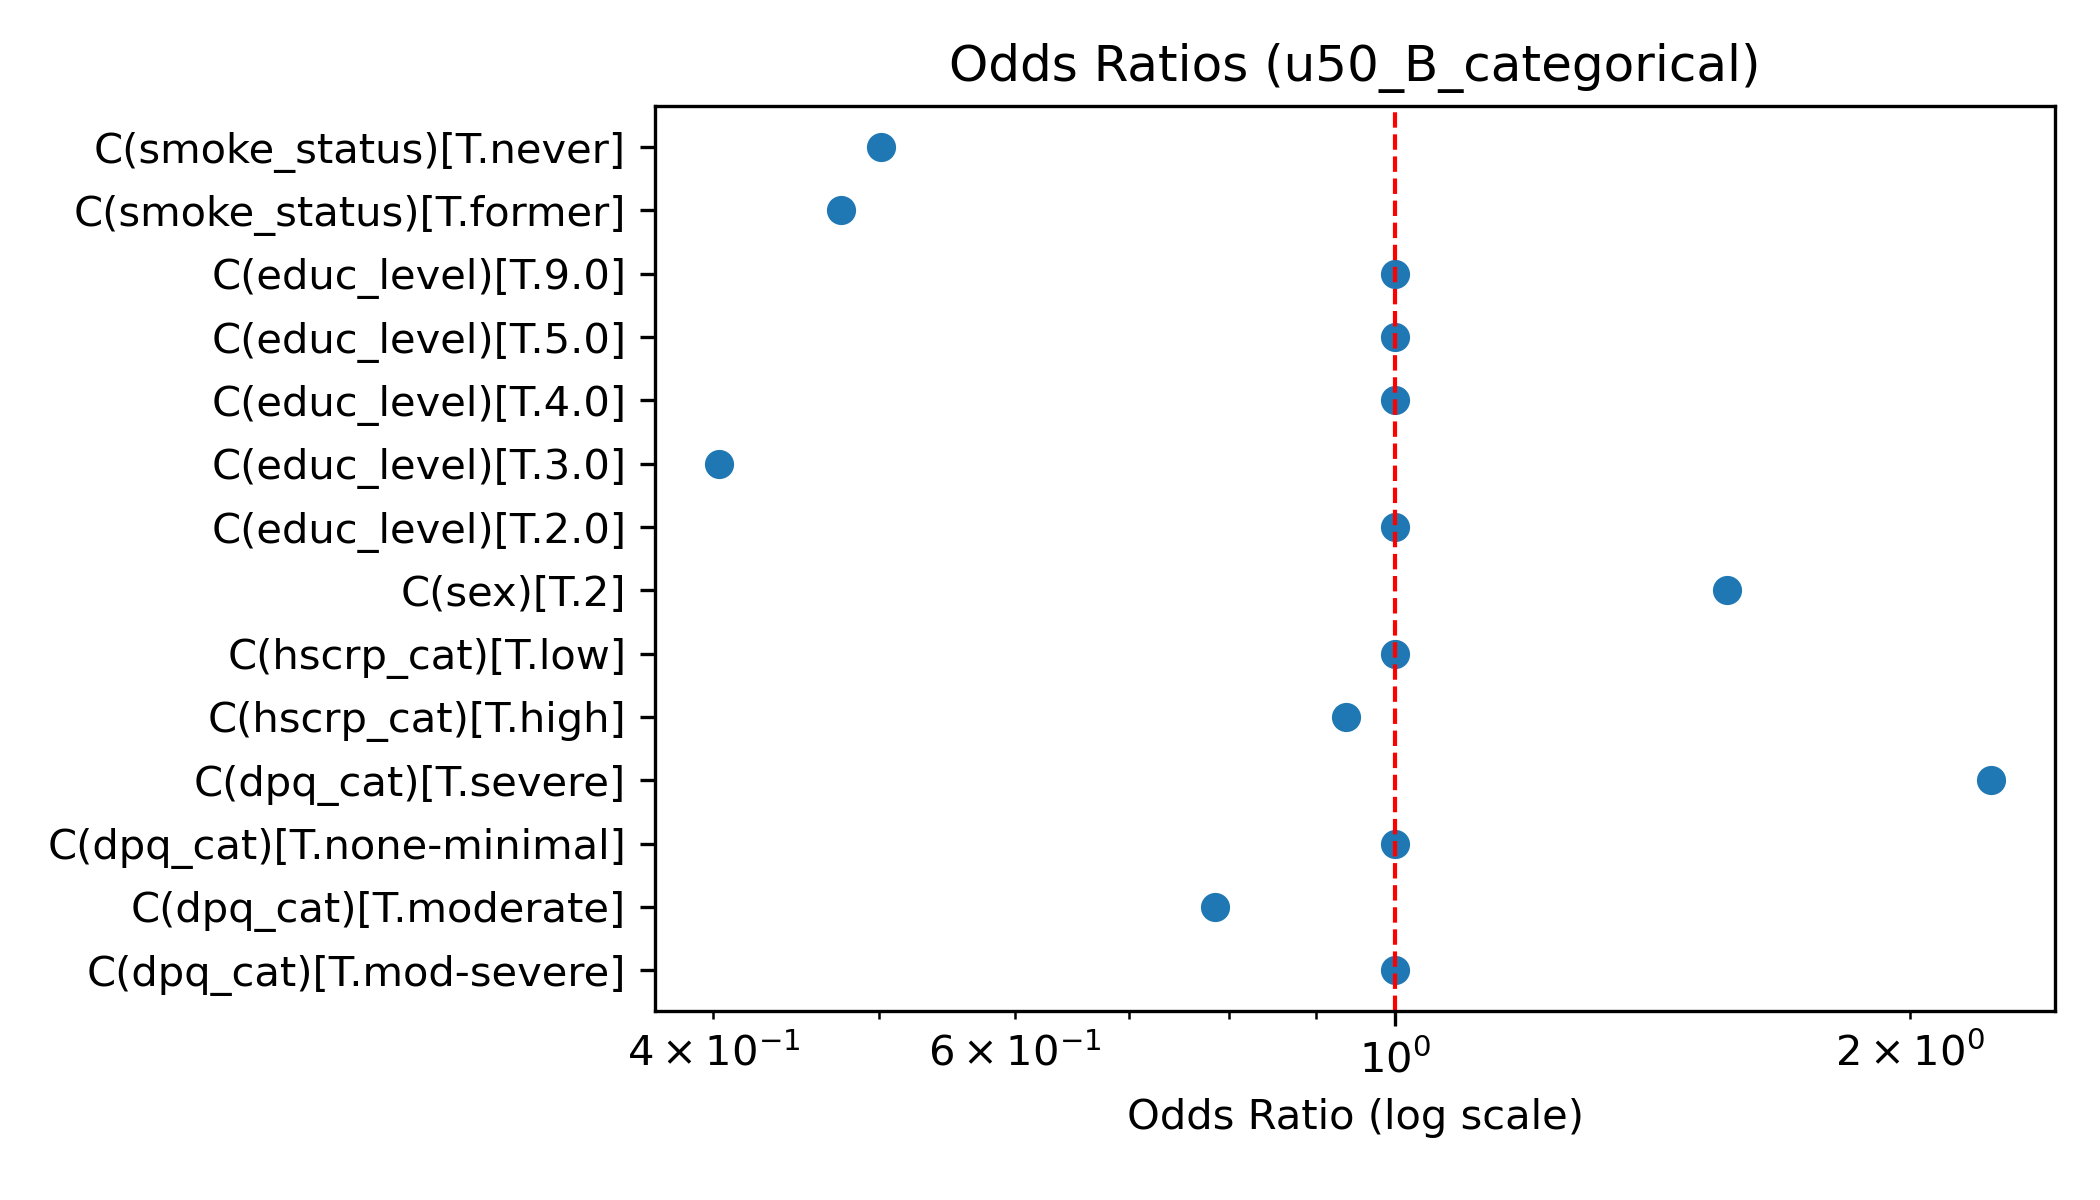 Odds Ratios (u50_B_categorical)
C(smoke_status)[T.never]
C(smoke_status)[T.former]
C(educ_level)[T.9.0]
C(educ_level)[T.5.0]
C(educ_level)[T.4.0]
C(educ_level)[T.3.0]
C(educ_level)[T.2.0]
C(sex)[T.2]
C(hscrp_cat)[T.low]
C(hscrp_cat)[T.high]
C(dpq_cat)[T.severe]
C(dpq_cat)[T.none-minimal]
C(dpq_cat)[T.moderate]
C(dpq_cat)[T.mod-severe]
4 × 10⁻¹ 6 × 10⁻¹ 10⁰ 2 × 10⁰
Odds Ratio (log scale)